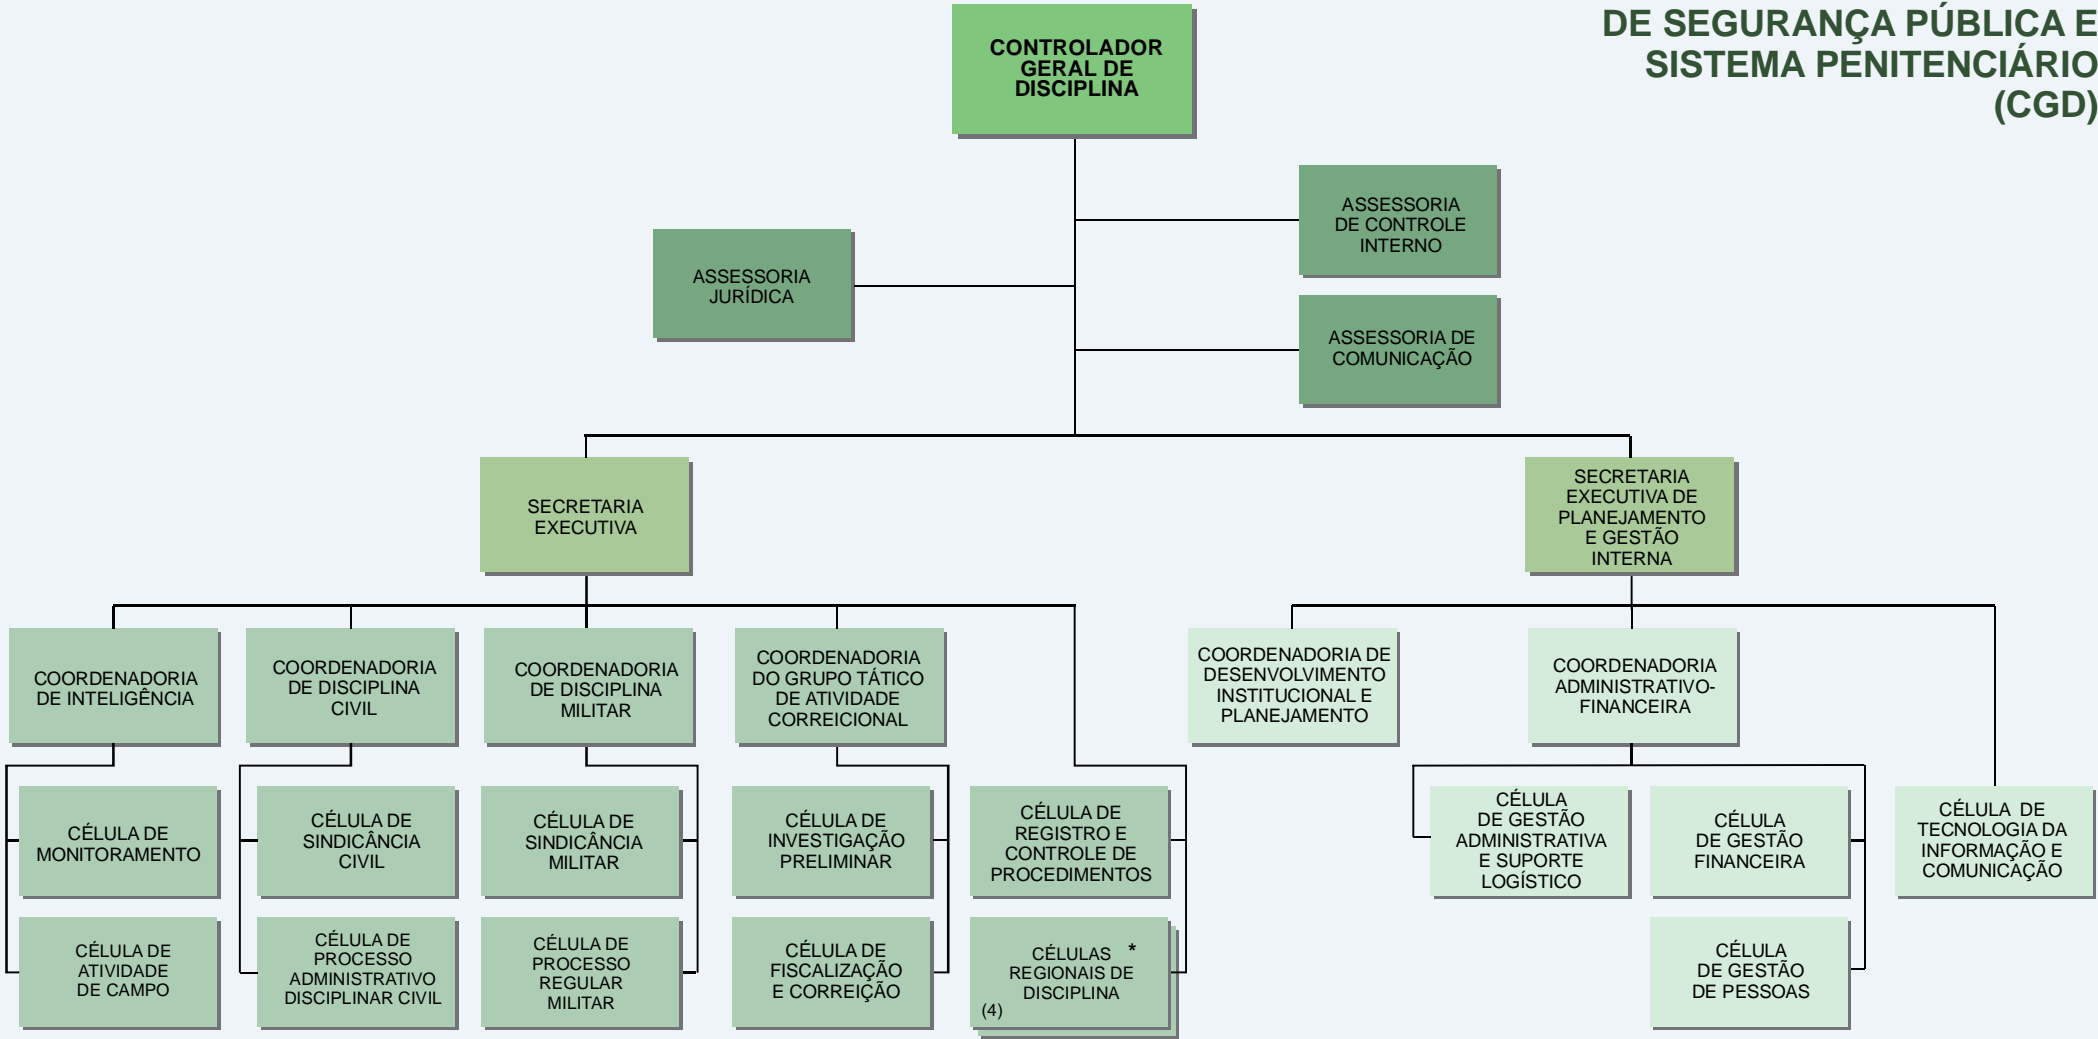 DE SEGURANÇA PÚBLICA E
SISTEMA PENITENCIÁRIO
(CGD)
CONTROLADOR
GERAL DE
DISCIPLINA
ASSESSORIA
DE CONTROLE
INTERNO
ASSESSORIA
JURÍDICA
ASSESSORIA DE
COMUNICAÇÃO
SECRETARIA
EXECUTIVA
SECRETARIA
EXECUTIVA DE
PLANEJAMENTO
E GESTÃO
INTERNA
COORDENADORIA
DE INTELIGÊNCIA
COORDENADORIA
DE DISCIPLINA
CIVIL
COORDENADORIA
DE DISCIPLINA
MILITAR
COORDENADORIA
DO GRUPO TÁTICO
DE ATIVIDADE
CORREICIONAL
COORDENADORIA DE
DESENVOLVIMENTO
INSTITUCIONAL E
PLANEJAMENTO
COORDENADORIA
ADMINISTRATIVO-
FINANCEIRA
CÉLULA DE
MONITORAMENTO
CÉLULA DE
SINDICÂNCIA
CIVIL
CÉLULA DE
SINDICÂNCIA
MILITAR
CÉLULA DE
INVESTIGAÇÃO
PRELIMINAR
CÉLULA DE
REGISTRO E
CONTROLE DE
PROCEDIMENTOS
CÉLULA
DE GESTÃO
ADMINISTRATIVA
E SUPORTE
LOGÍSTICO
CÉLULA
DE GESTÃO
FINANCEIRA
CÉLULA DE
TECNOLOGIA DA
INFORMAÇÃO E
COMUNICAÇÃO
CÉLULA DE
ATIVIDADE
DE CAMPO
CÉLULA DE
PROCESSO
ADMINISTRATIVO
DISCIPLINAR CIVIL
CÉLULA DE
PROCESSO
REGULAR
MILITAR
CÉLULA DE
FISCALIZAÇÃO
E CORREIÇÃO
CÉLULAS *
REGIONAIS DE
DISCIPLINA
(4)
CÉLULA
DE GESTÃO
DE PESSOAS